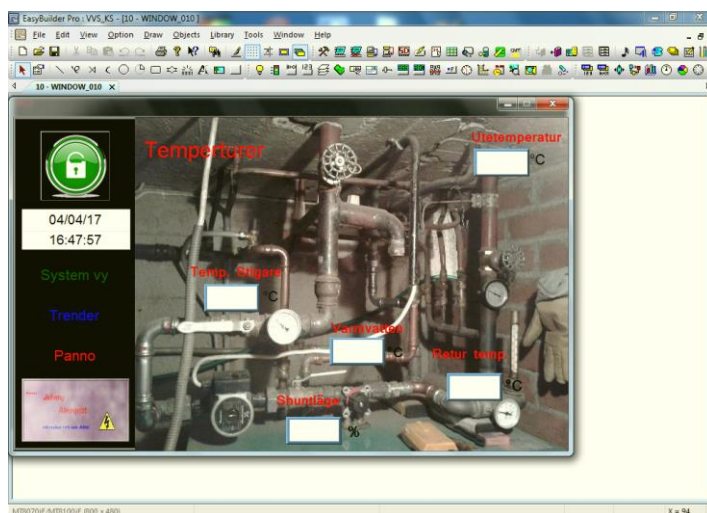 EasyBuilder Pro : VVS_KS - [10 - WINDOW_010 ]
File Edit View Option Draw Objects Library Tools Window Help
10 - WINDOW_010 X
Temperturer
Utetemperatur
°C
04/04/17
16:47:57
System vy
Temp. Stigare
°C
Trender
Varmvatten
°C
Panno
Retur temp
°C
Shuntläge
%
MT8070iE/MT8100iE (800 x 480)
X = 94